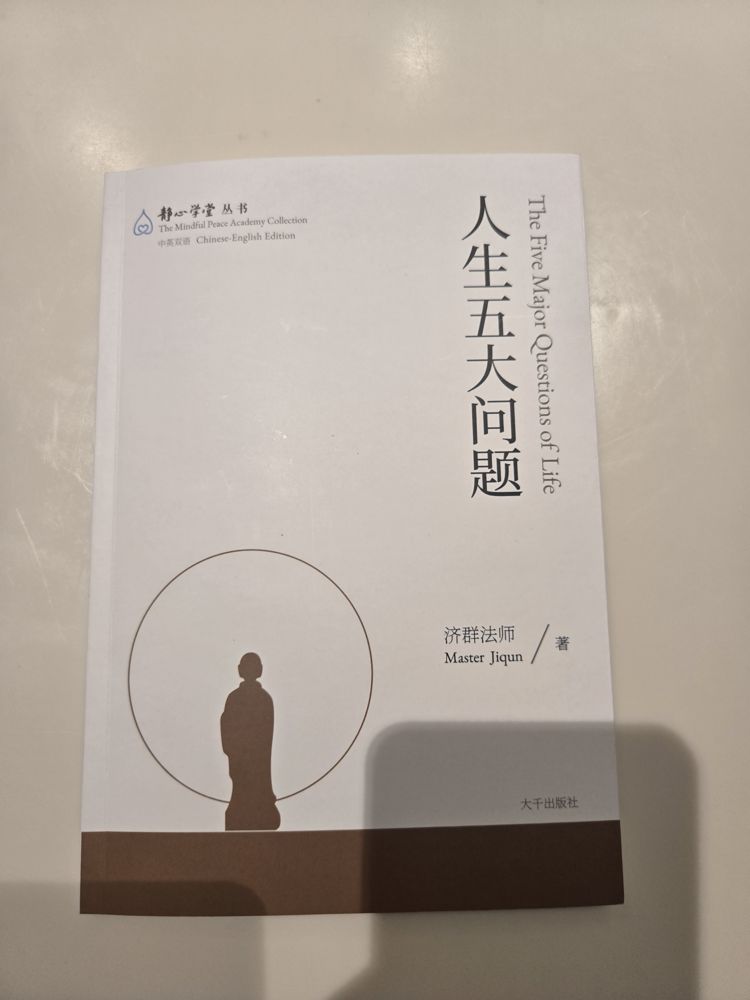 静心学堂 丛书
The Mindful Peace Academy Collection
中英双语 Chinese-English Edition
人生五大问题
The Five Major Questions of Life
济群法师
Master Jiqun
著
大千出版社